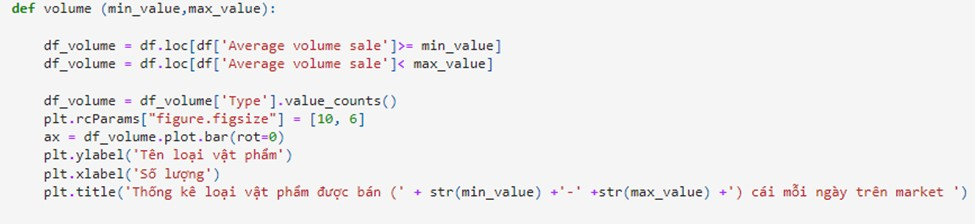 def volume (min_value,max_value):
df_volume = df.loc[df['Average volume sale']>= min_value]
df_volume = df.loc[df['Average volume sale']< max_value]
df_volume = df_volume['Type'].value_counts()
plt.rcParams["figure.figsize"] = [10, 6]
ax = df_volume.plot.bar(rot=0)
plt.ylabel('Tên loại vật phẩm')
plt.xlabel('Số lượng')
plt.title('Thống kê loại vật phẩm được bán (' + str(min_value) +'-' +str(max_value) +') cái mỗi ngày trên market ')